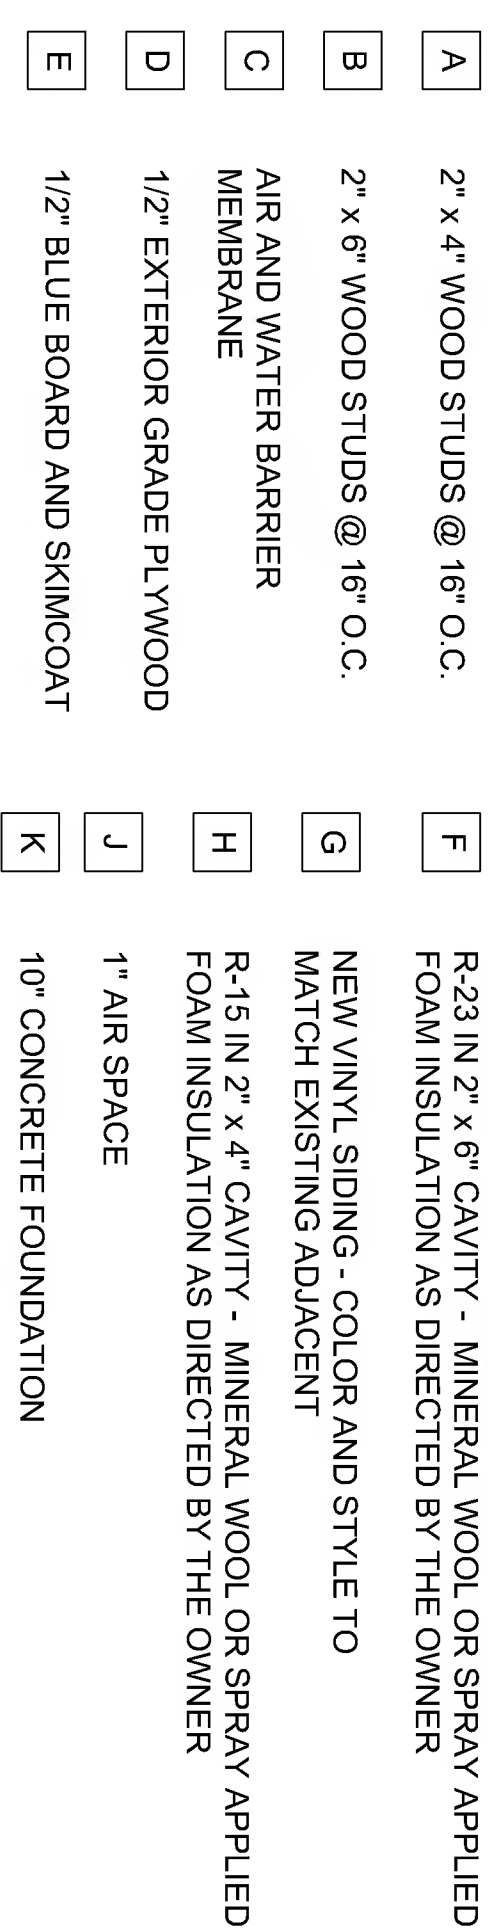 A 2" x 4" WOOD STUDS @ 16" O.C.
B 2" x 6" WOOD STUDS @ 16" O.C.
C AIR AND WATER BARRIER
MEMBRANE
D 1/2" EXTERIOR GRADE PLYWOOD
E 1/2" BLUE BOARD AND SKIMCOAT
F R-23 IN 2" x 6" CAVITY - MINERAL WOOL OR SPRAY APPLIED
FOAM INSULATION AS DIRECTED BY THE OWNER
G NEW VINYL SIDING - COLOR AND STYLE TO
MATCH EXISTING ADJACENT
H R-15 IN 2" x 4" CAVITY - MINERAL WOOL OR SPRAY APPLIED
FOAM INSULATION AS DIRECTED BY THE OWNER
J 1" AIR SPACE
K 10" CONCRETE FOUNDATION